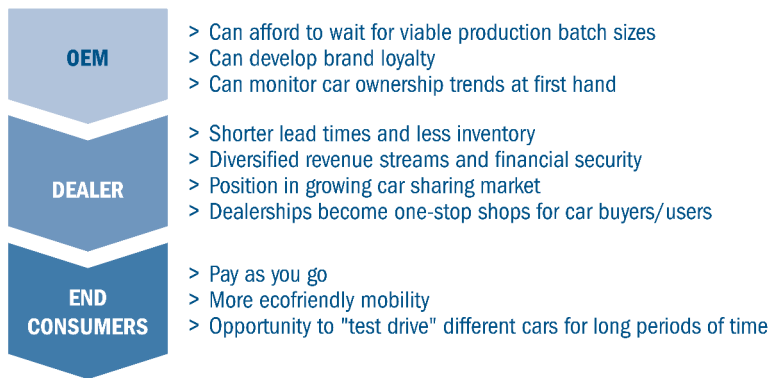 OEM
> Can afford to wait for viable production batch sizes
> Can develop brand loyalty
> Can monitor car ownership trends at first hand
DEALER
> Shorter lead times and less inventory
> Diversified revenue streams and financial security
> Position in growing car sharing market
> Dealerships become one-stop shops for car buyers/users
END
CONSUMERS
> Pay as you go
> More ecofriendly mobility
> Opportunity to "test drive" different cars for long periods of time